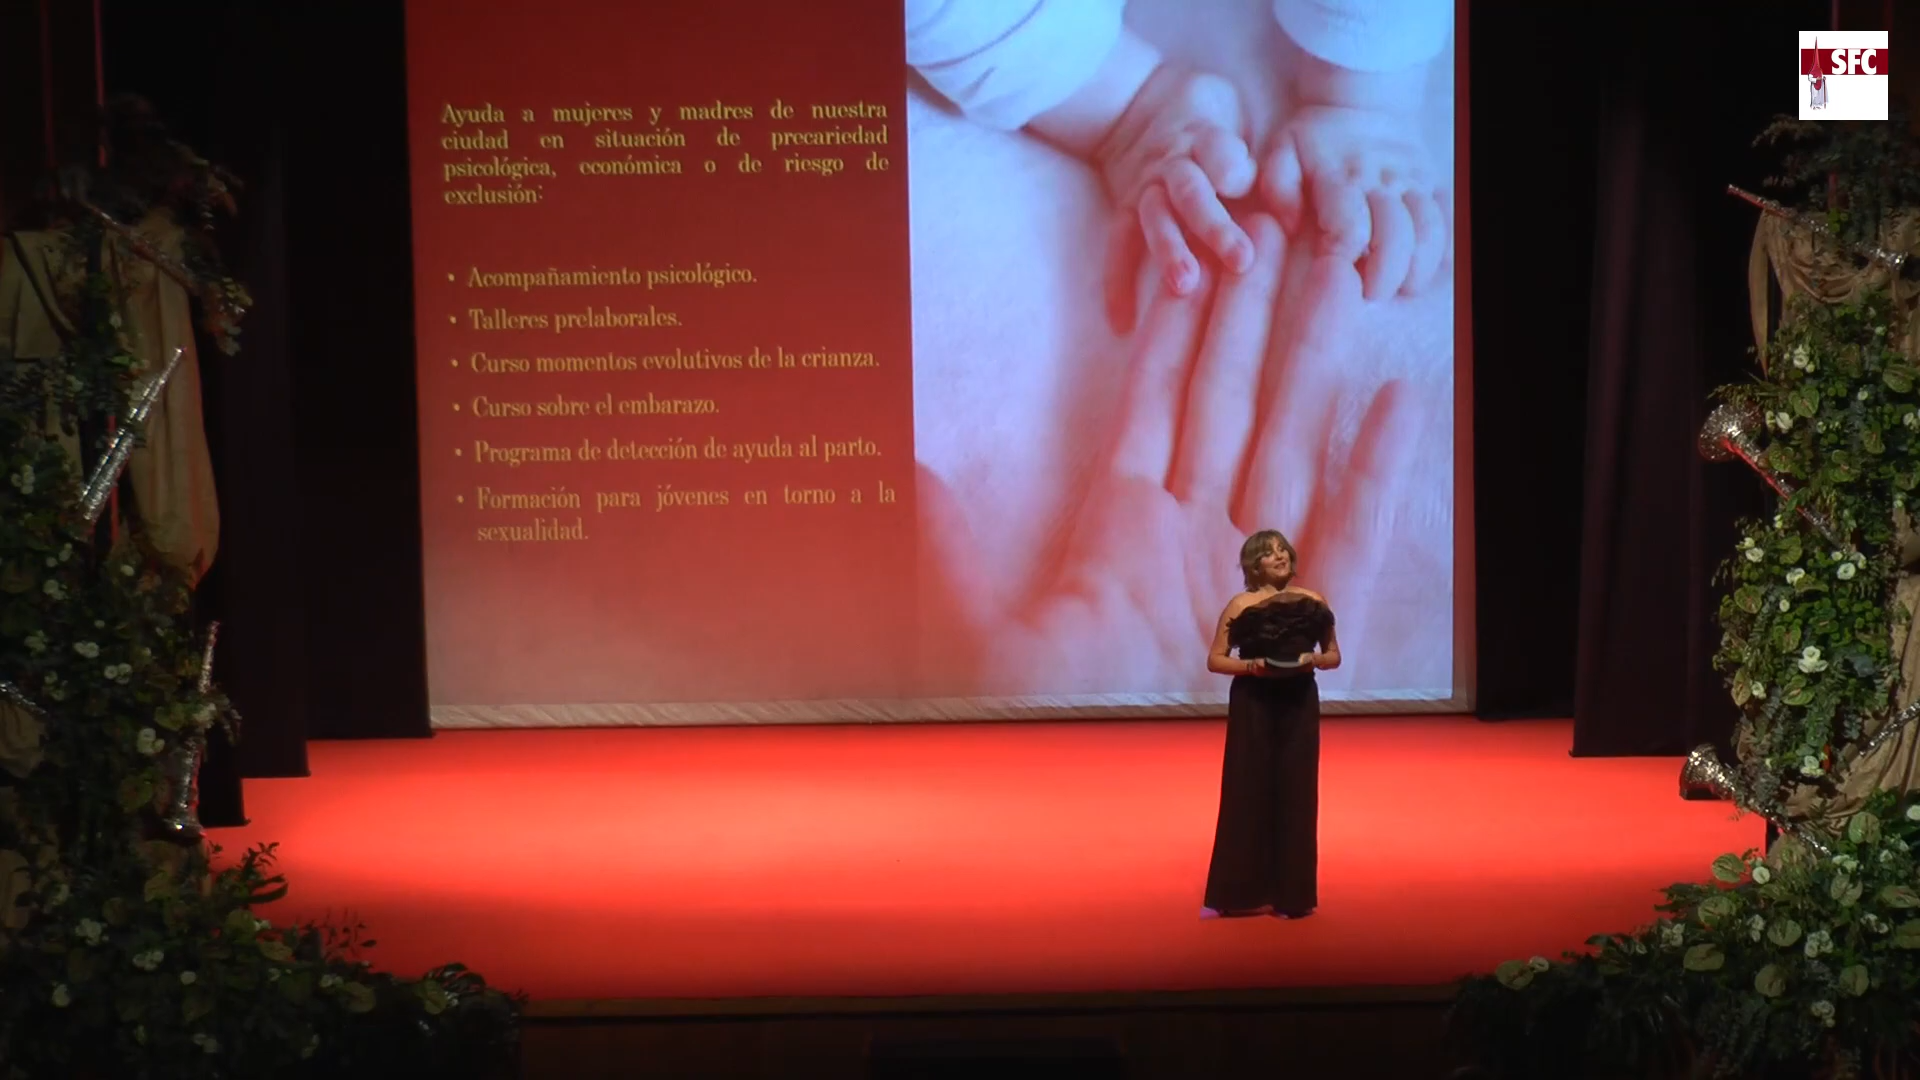 Ayuda a mujeres y madres de nuestra
ciudad en situación de precariedad
psicológica, económica o de riesgo de
exclusión:
• Acompañamiento psicológico.
• Talleres prelaborales.
• Curso momentos evolutivos de la crianza.
• Curso sobre el embarazo.
• Programa de detección de ayuda al parto.
• Formación para jóvenes en torno a la
sexualidad.
SFC